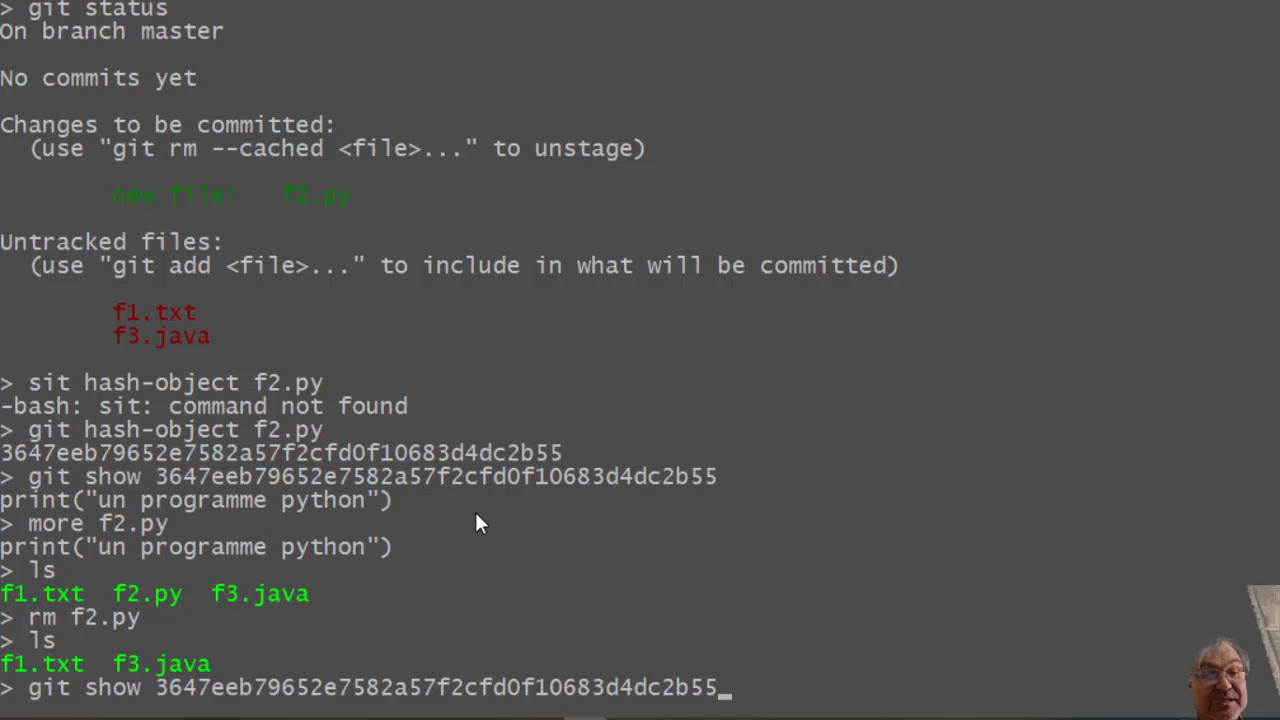 > git status
On branch master
No commits yet
Changes to be committed:
(use "git rm --cached <file>..." to unstage)
new file:   f2.py
Untracked files:
(use "git add <file>..." to include in what will be committed)
f1.txt
f3.java
> sit hash-object f2.py
-bash: sit: command not found
> git hash-object f2.py
3647eeb79652e7582a57f2cfd0f10683d4dc2b55
> git show 3647eeb79652e7582a57f2cfd0f10683d4dc2b55
print("un programme python")
> more f2.py
print("un programme python")
> ls
f1.txt  f2.py  f3.java
> rm f2.py
> ls
f1.txt  f3.java
> git show 3647eeb79652e7582a57f2cfd0f10683d4dc2b55_